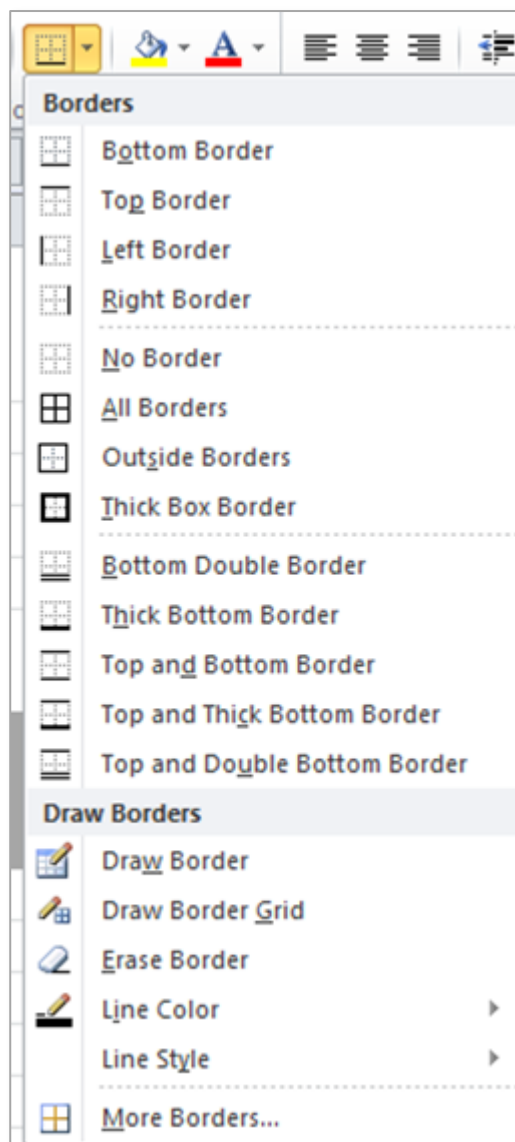 Borders
Bottom Border
Top Border
Left Border
Right Border
No Border
All Borders
Outside Borders
Thick Box Border
Bottom Double Border
Thick Bottom Border
Top and Bottom Border
Top and Thick Bottom Border
Top and Double Bottom Border
Draw Borders
Draw Border
Draw Border Grid
Erase Border
Line Color
Line Style
More Borders...